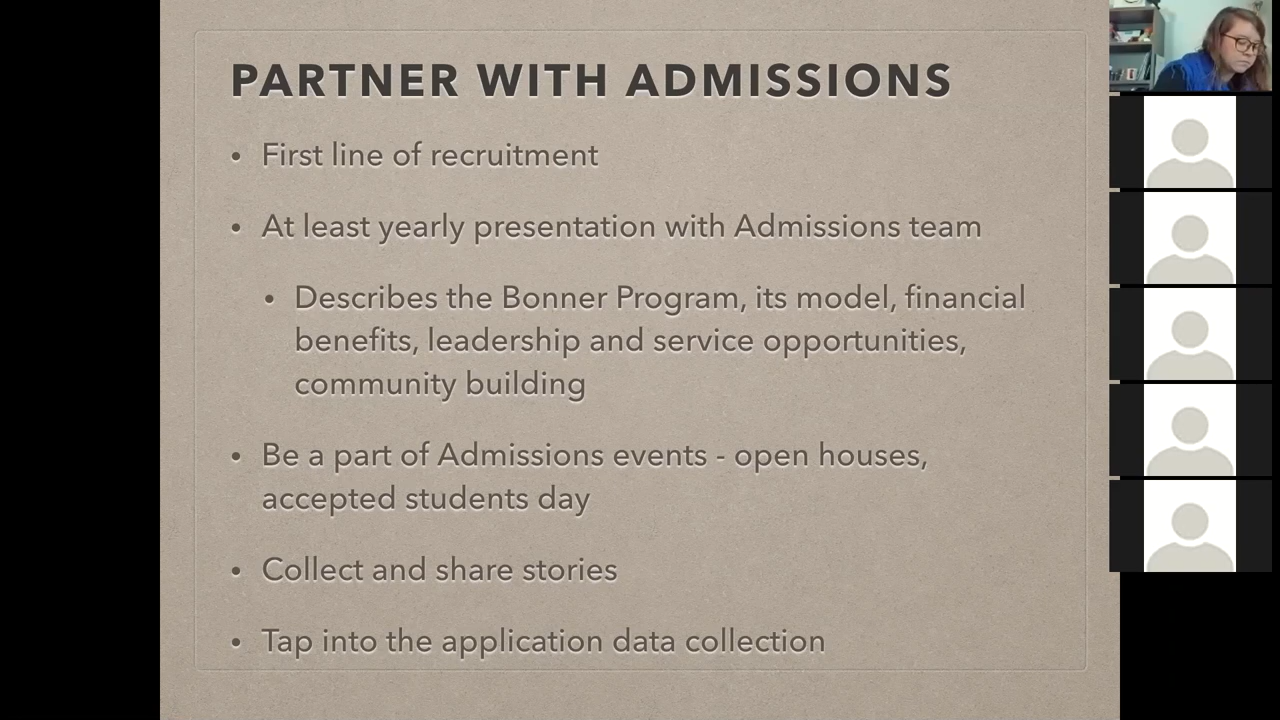 PARTNER WITH ADMISSIONS
• First line of recruitment
• At least yearly presentation with Admissions team
• Describes the Bonner Program, its model, financial
benefits, leadership and service opportunities,
community building
• Be a part of Admissions events - open houses,
accepted students day
• Collect and share stories
• Tap into the application data collection